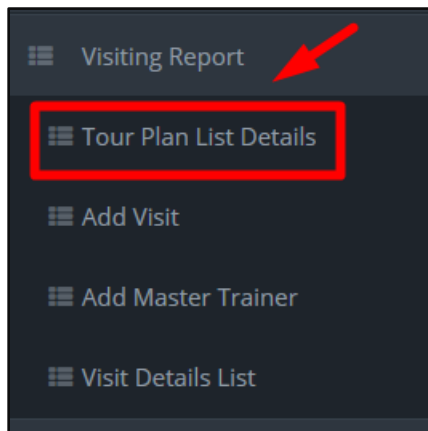 Visiting Report
Tour Plan List Details
Add Visit
Add Master Trainer
Visit Details List